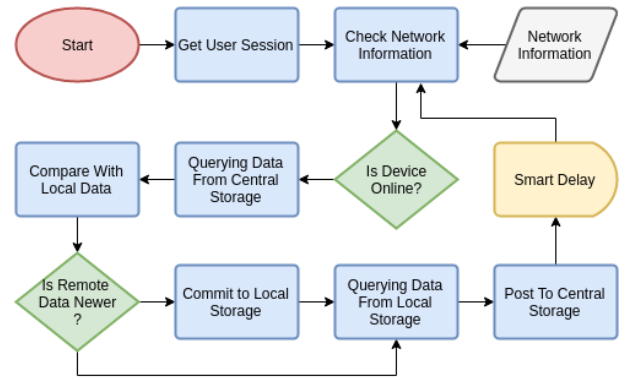 Start
Get User Session
Check Network
Information
Network
Information
Compare With
Local Data
Querying Data
From Central
Storage
Is Device
Online?
Smart Delay
Is Remote
Data Newer
?
Commit to Local
Storage
Querying Data
From Local
Storage
Post To Central
Storage